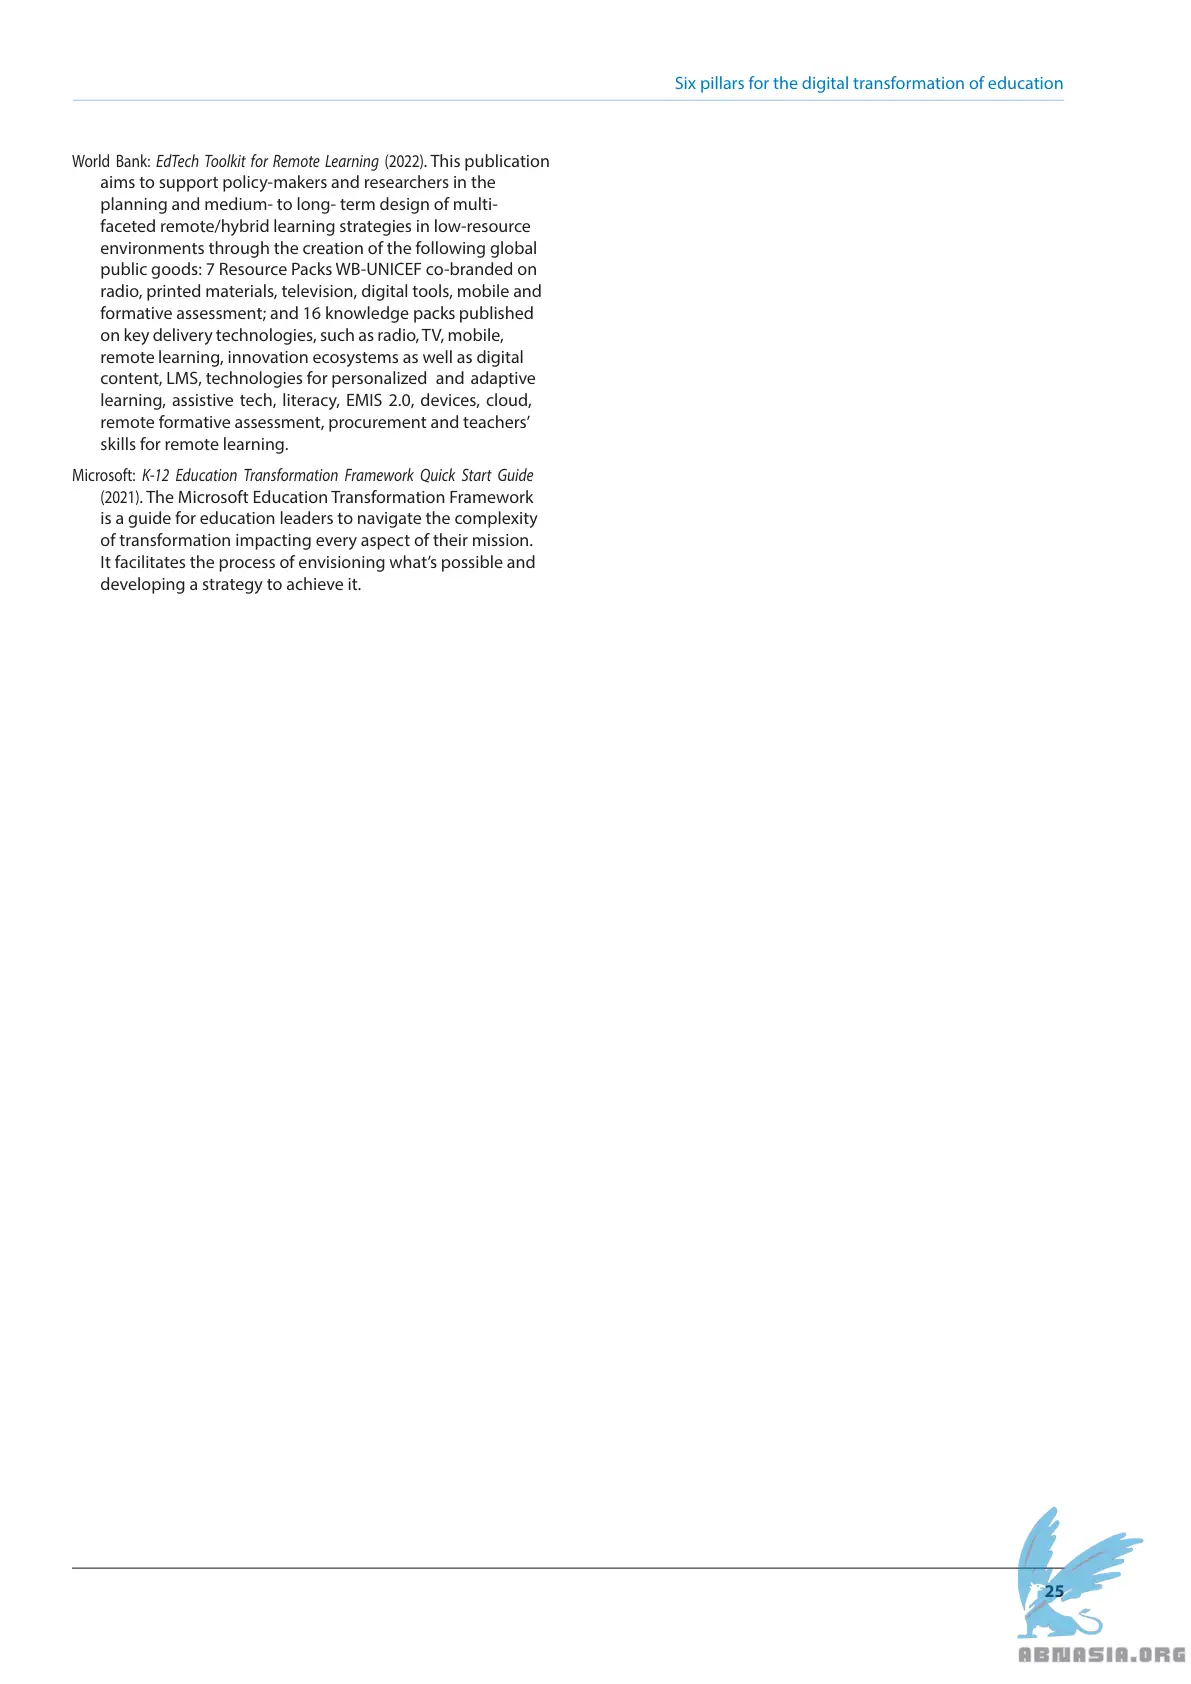 Six pillars for the digital transformation of education
World Bank: EdTech Toolkit for Remote Learning (2022). This publication
aims to support policy-makers and researchers in the
planning and medium- to long- term design of multi-
faceted remote/hybrid learning strategies in low-resource
environments through the creation of the following global
public goods: 7 Resource Packs WB-UNICEF co-branded on
radio, printed materials, television, digital tools, mobile and
formative assessment; and 16 knowledge packs published
on key delivery technologies, such as radio, TV, mobile,
remote learning, innovation ecosystems as well as digital
content, LMS, technologies for personalized and adaptive
learning, assistive tech, literacy, EMIS 2.0, devices, cloud,
remote formative assessment, procurement and teachers’
skills for remote learning.
Microsoft: K-12 Education Transformation Framework Quick Start Guide
(2021). The Microsoft Education Transformation Framework
is a guide for education leaders to navigate the complexity
of transformation impacting every aspect of their mission.
It facilitates the process of envisioning what’s possible and
developing a strategy to achieve it.
25
ABNASIA.ORG